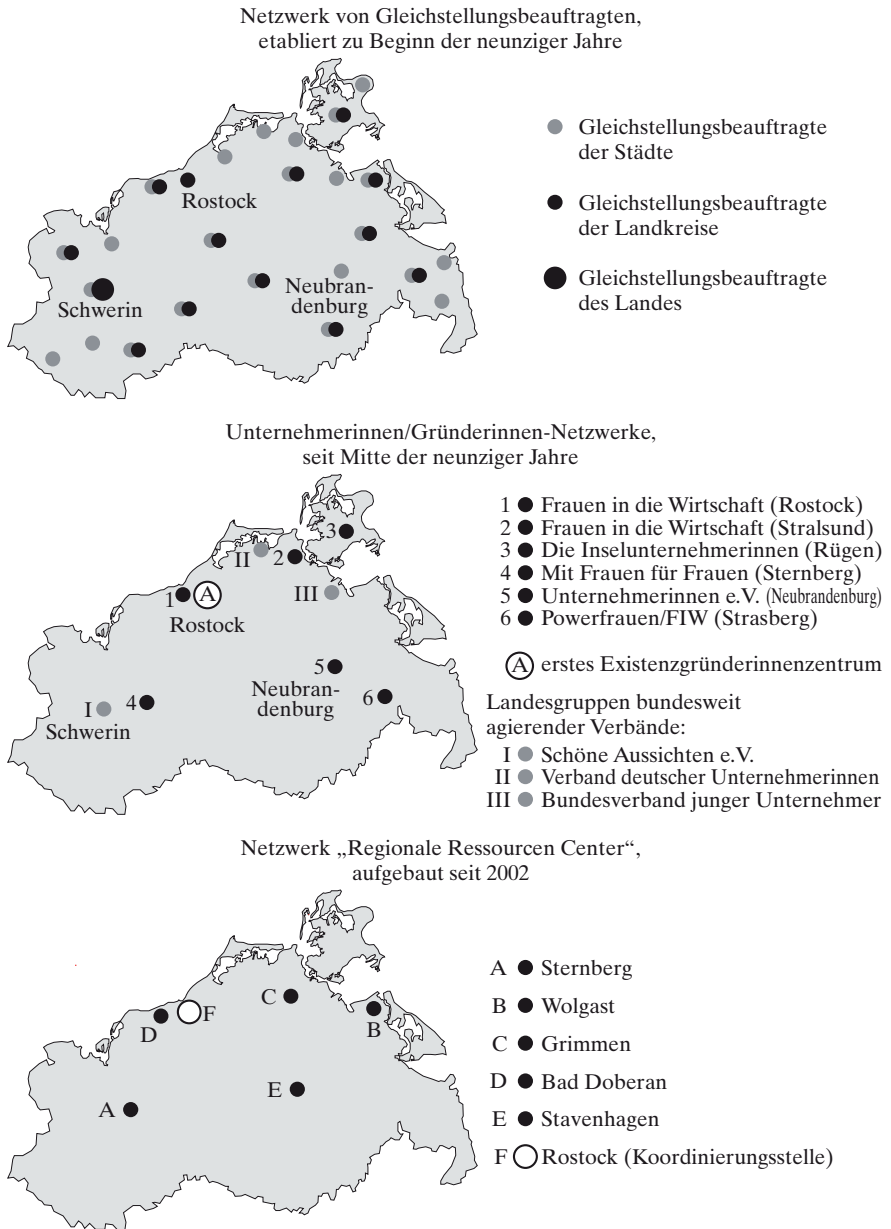 Netzwerk von Gleichstellungsbeauftragten,
etabliert zu Beginn der neunziger Jahre
Gleichstellungsbeauftragte
der Städte
Gleichstellungsbeauftragte
der Landkreise
Gleichstellungsbeauftragte
des Landes
Rostock
Neubran-
denburg
Schwerin
Unternehmerinnen/Gründerinnen-Netzwerke,
seit Mitte der neunziger Jahre
1 Frauen in die Wirtschaft (Rostock)
2 Frauen in die Wirtschaft (Stralsund)
3 Die Inselunternehmerinnen (Rügen)
4 Mit Frauen für Frauen (Sternberg)
5 Unternehmerinnen e.V. (Neubrandenburg)
6 Powerfrauen/FIW (Strasberg)
A erstes Existenzgründerinnenzentrum
Landesgruppen bundesweit
agierender Verbände:
I Schöne Aussichten e.V.
II Verband deutscher Unternehmerinnen
III Bundesverband junger Unternehmer
3
II
2
1 A
III
Rostock
5
Neubran-
denburg
6
I
4
Schwerin
Netzwerk „Regionale Ressourcen Center“,
aufgebaut seit 2002
A Sternberg
B Wolgast
C Grimmen
D Bad Doberan
E Stavenhagen
F Rostock (Koordinierungsstelle)
C
F
D
B
E
A